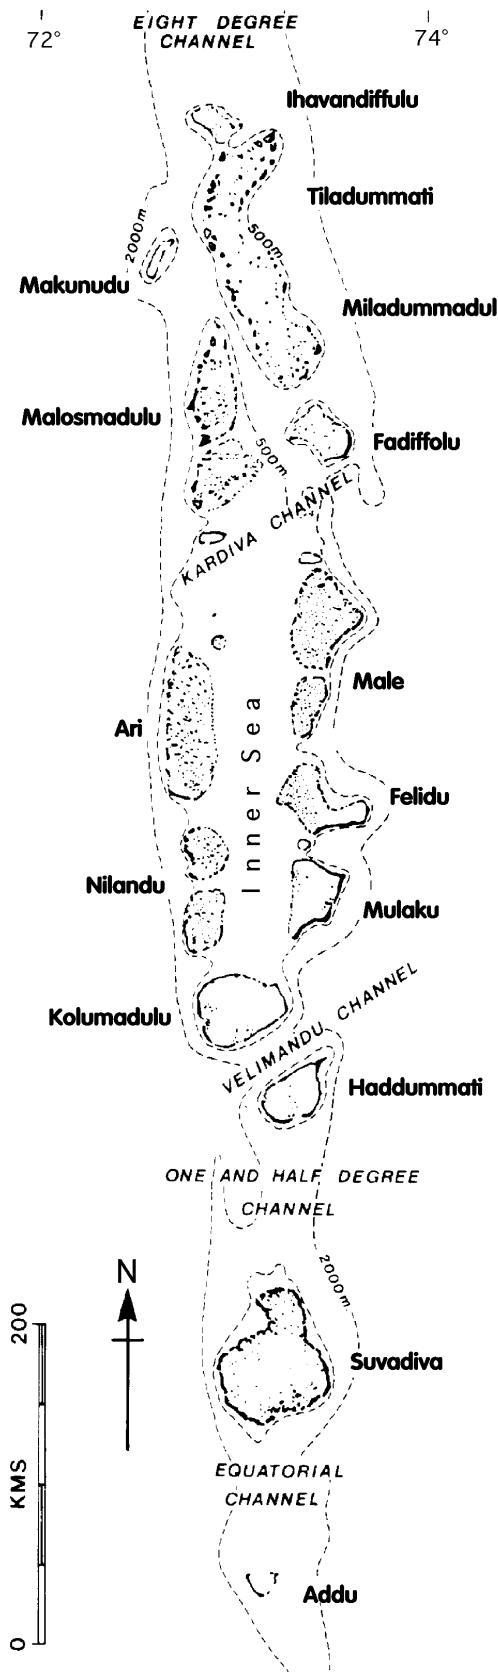 EIGHT DEGREE
CHANNEL
72°
74°
Ihavandiffulu
Tiladummati
2000m
500m
Makunudu
Miladummadul
Malosmadulu
Fadiffolu
500m
KARDIVA CHANNEL
Male
Ari
Inner Sea
Felidu
Nilandu
Mulaku
Kolumadulu
VELIMANDU CHANNEL
Haddummati
ONE AND HALF DEGREE
CHANNEL
N
2000m
200
Suvadiva
KMS
EQUATORIAL
CHANNEL
Addu
0